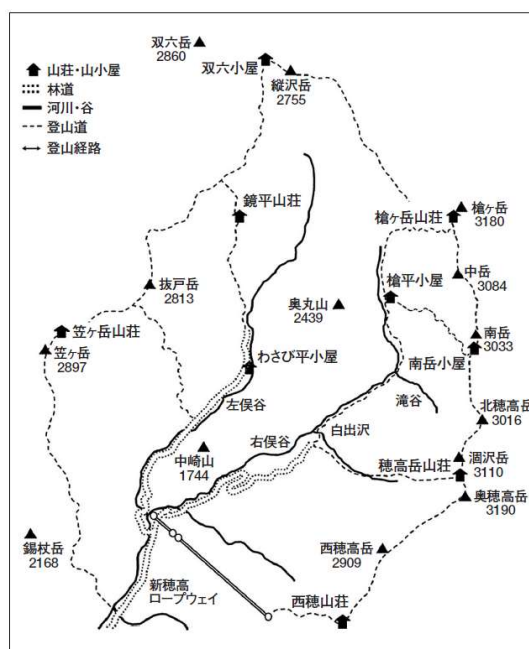 双六岳
2860
双六小屋
樅沢岳
2755
山荘・山小屋
林道
河川・谷
登山道
登山経路
鏡平山荘
槍ヶ岳山荘
槍ヶ岳
3180
槍平小屋
中岳
3084
抜戸岳
2813
奥丸山
2439
笠ヶ岳山荘
笠ヶ岳
2897
わさび平小屋
南岳
3033
南岳小屋
左俣谷
滝谷
北穂高岳
3016
白出沢
右俣谷
中崎山
1744
涸沢岳
3110
穂高岳山荘
奥穂高岳
3190
錫杖岳
2168
西穂高岳
2909
新穂高
ロープウェイ
西穂山荘